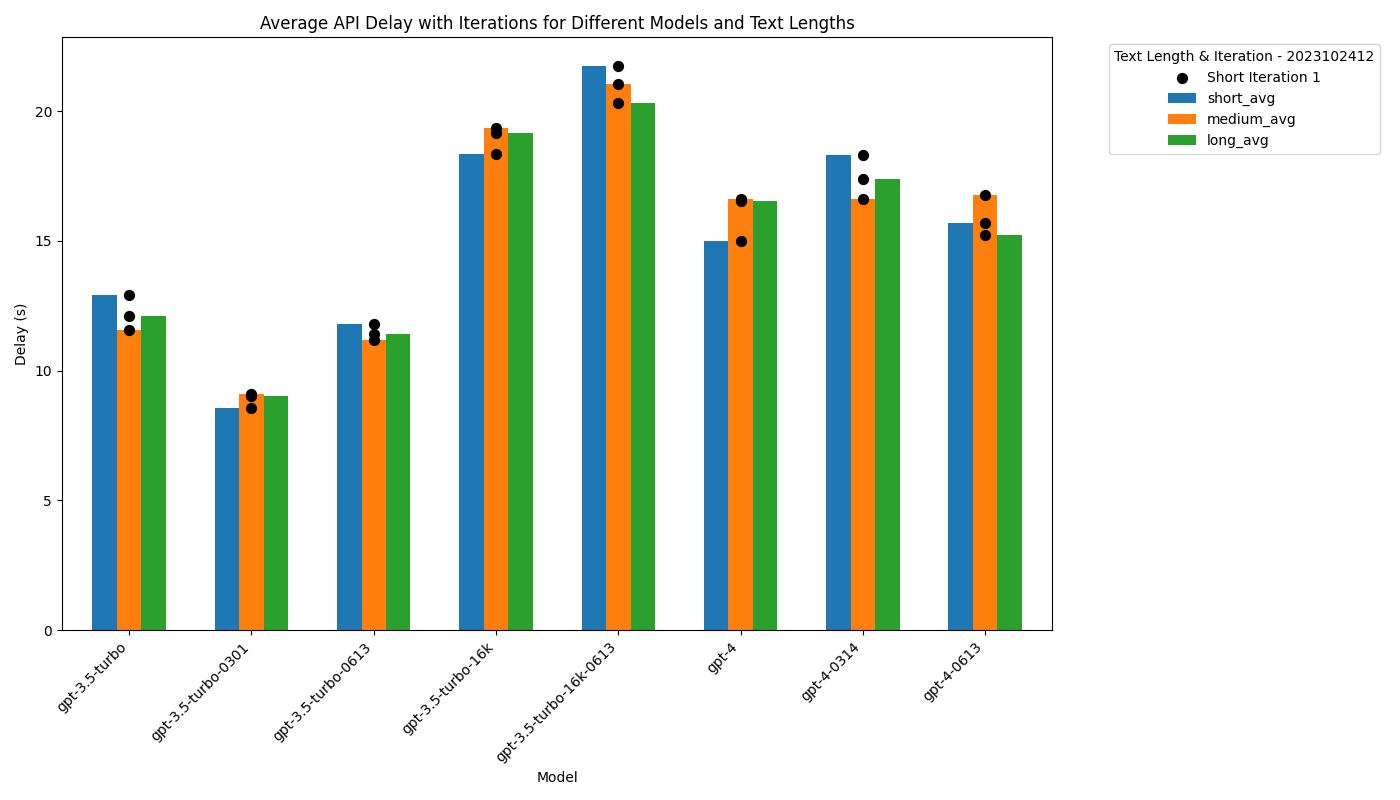 Average API Delay with Iterations for Different Models and Text Lengths
Text Length & Iteration - 2023102412
Short Iteration 1
short_avg
medium_avg
long_avg
Delay (s)
20
15
10
5
0
gpt-3.5-turbo
gpt-3.5-turbo-0301
gpt-3.5-turbo-0613
gpt-3.5-turbo-16k
gpt-3.5-turbo-16k-0613
gpt-4
gpt-4-0314
gpt-4-0613
Model